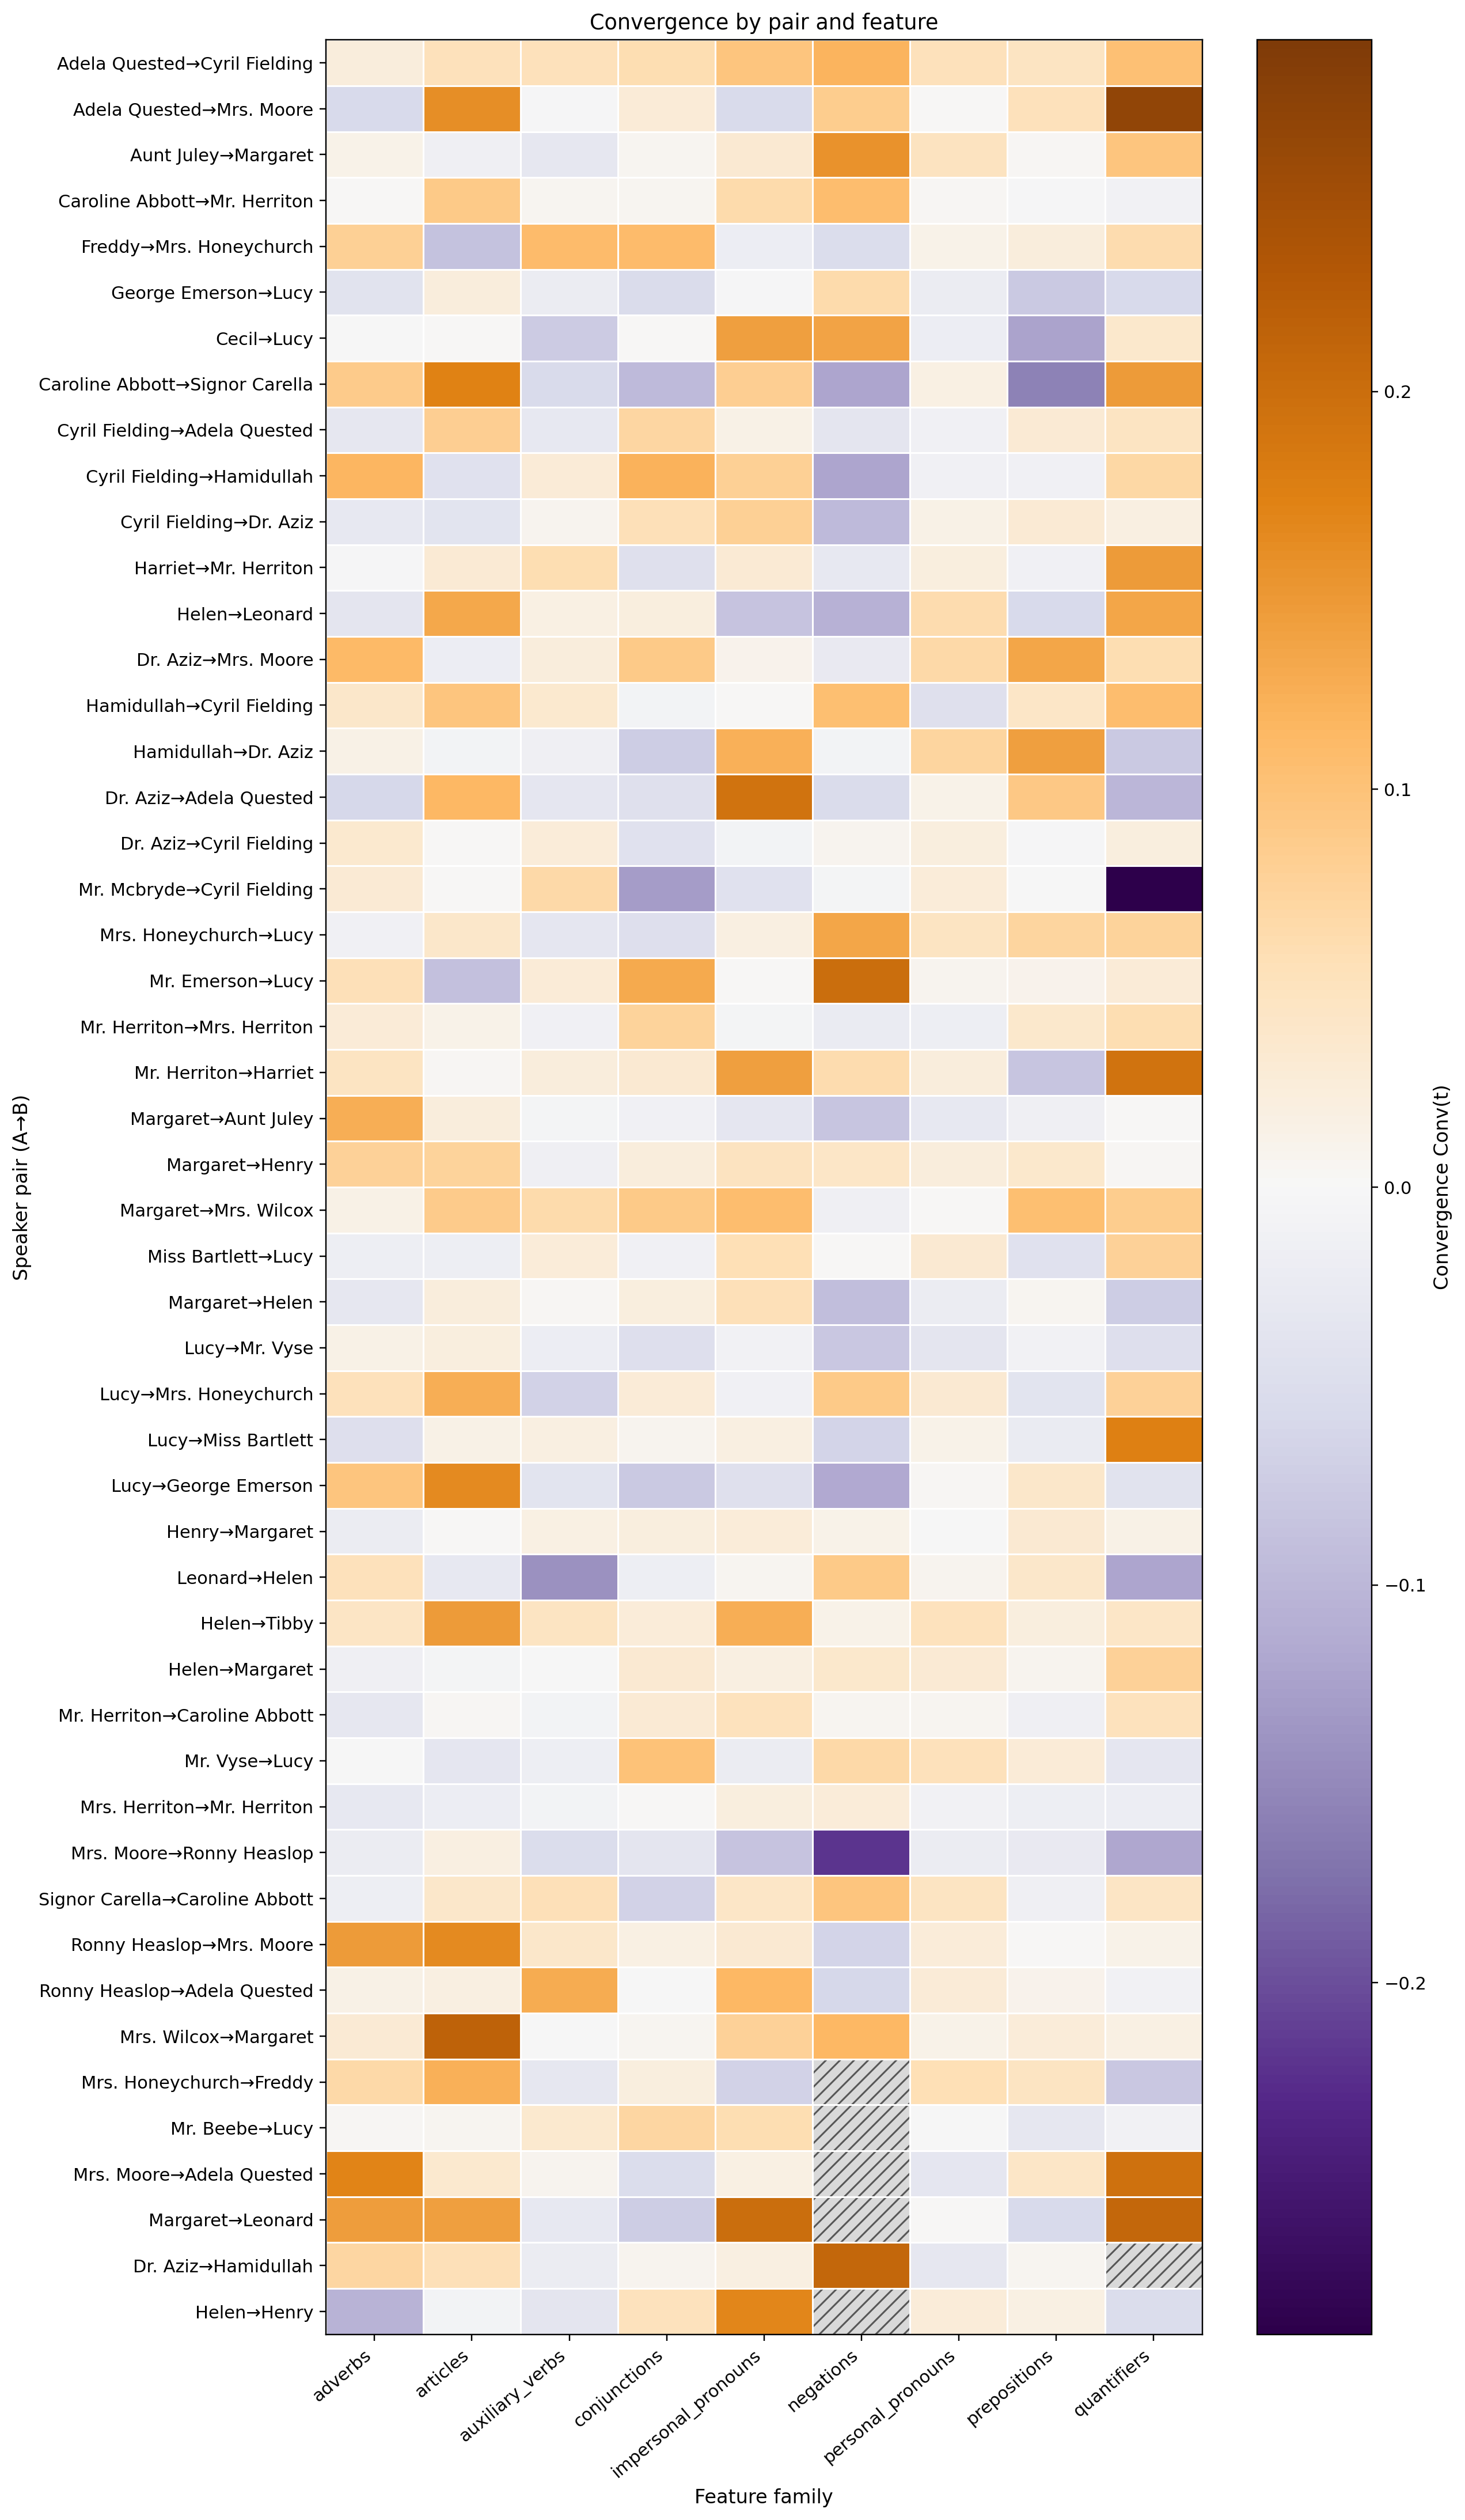 Convergence by pair and feature
Speaker pair (A→B)
Adela Quested→Cyril Fielding
Adela Quested→Mrs. Moore
Aunt Juley→Margaret
Caroline Abbott→Mr. Herriton
Freddy→Mrs. Honeychurch
George Emerson→Lucy
Cecil→Lucy
Caroline Abbott→Signor Carella
Cyril Fielding→Adela Quested
Cyril Fielding→Hamidullah
Cyril Fielding→Dr. Aziz
Harriet→Mr. Herriton
Helen→Leonard
Dr. Aziz→Mrs. Moore
Hamidullah→Cyril Fielding
Hamidullah→Dr. Aziz
Dr. Aziz→Adela Quested
Dr. Aziz→Cyril Fielding
Mr. Mcbryde→Cyril Fielding
Mrs. Honeychurch→Lucy
Mr. Emerson→Lucy
Mr. Herriton→Mrs. Herriton
Mr. Herriton→Harriet
Margaret→Aunt Juley
Margaret→Henry
Margaret→Mrs. Wilcox
Miss Bartlett→Lucy
Margaret→Helen
Lucy→Mr. Vyse
Lucy→Mrs. Honeychurch
Lucy→Miss Bartlett
Lucy→George Emerson
Henry→Margaret
Leonard→Helen
Helen→Tibby
Helen→Margaret
Mr. Herriton→Caroline Abbott
Mr. Vyse→Lucy
Mrs. Herriton→Mr. Herriton
Mrs. Moore→Ronny Heaslop
Signor Carella→Caroline Abbott
Ronny Heaslop→Mrs. Moore
Ronny Heaslop→Adela Quested
Mrs. Wilcox→Margaret
Mrs. Honeychurch→Freddy
Mr. Beebe→Lucy
Mrs. Moore→Adela Quested
Margaret→Leonard
Dr. Aziz→Hamidullah
Helen→Henry
adverbs
articles
auxiliary_verbs
conjunctions
impersonal_pronouns
negations
personal_pronouns
prepositions
quantifiers
Feature family
0.2
0.1
0.0
−0.1
−0.2
Convergence Conv(t)